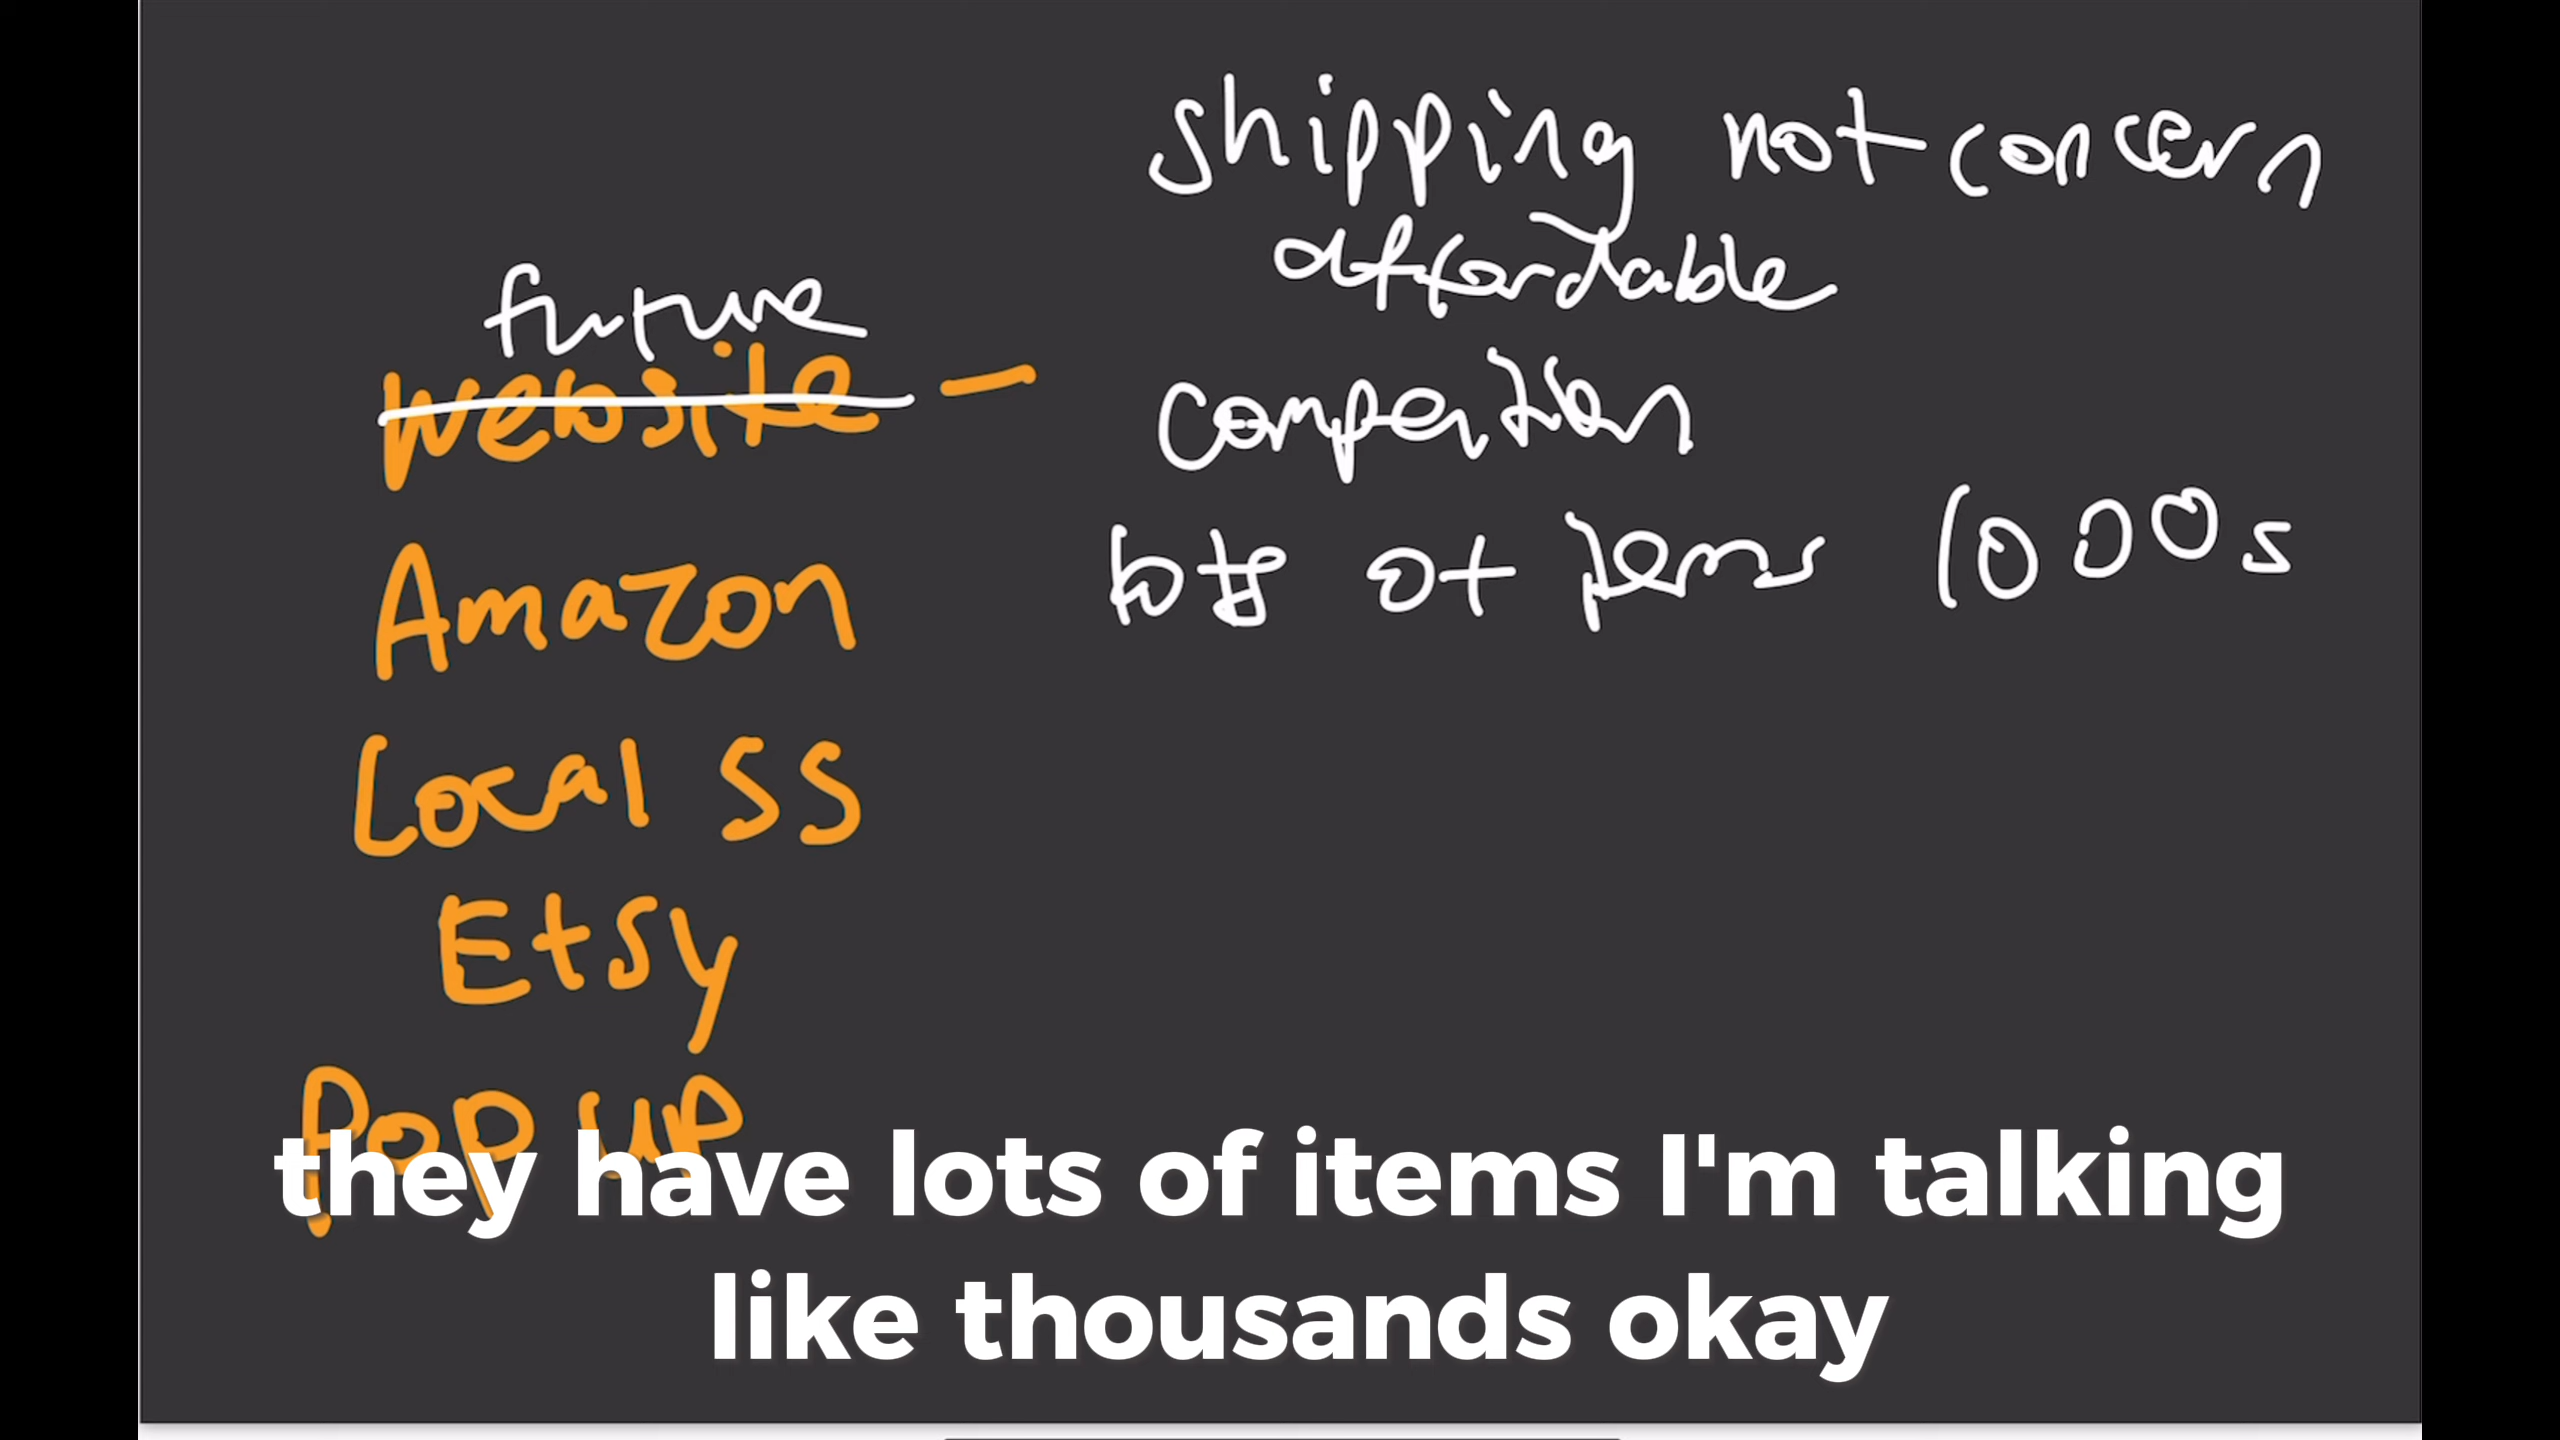 shipping not concern
affordable
future
website -
compention
lots of items 1000s
Amazon
Local SS
Etsy
Pop up
they have lots of items I'm talking
like thousands okay